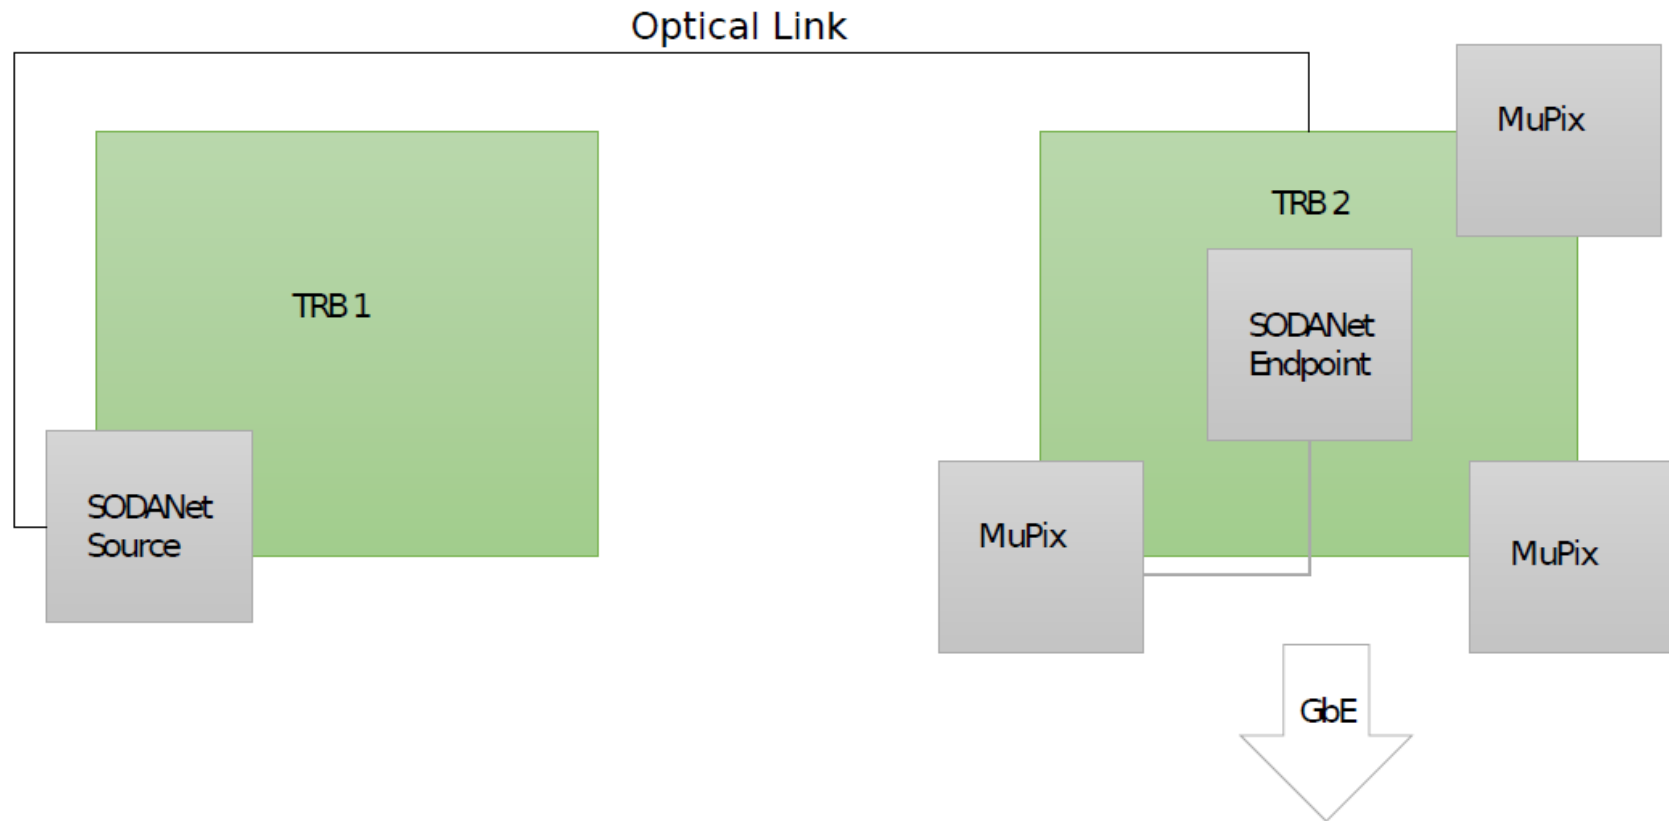 Optical Link
MuPix
TRB 2
TRB 1
SODANet
Endpoint
SODANet
Source
MuPix
MuPix
GbE